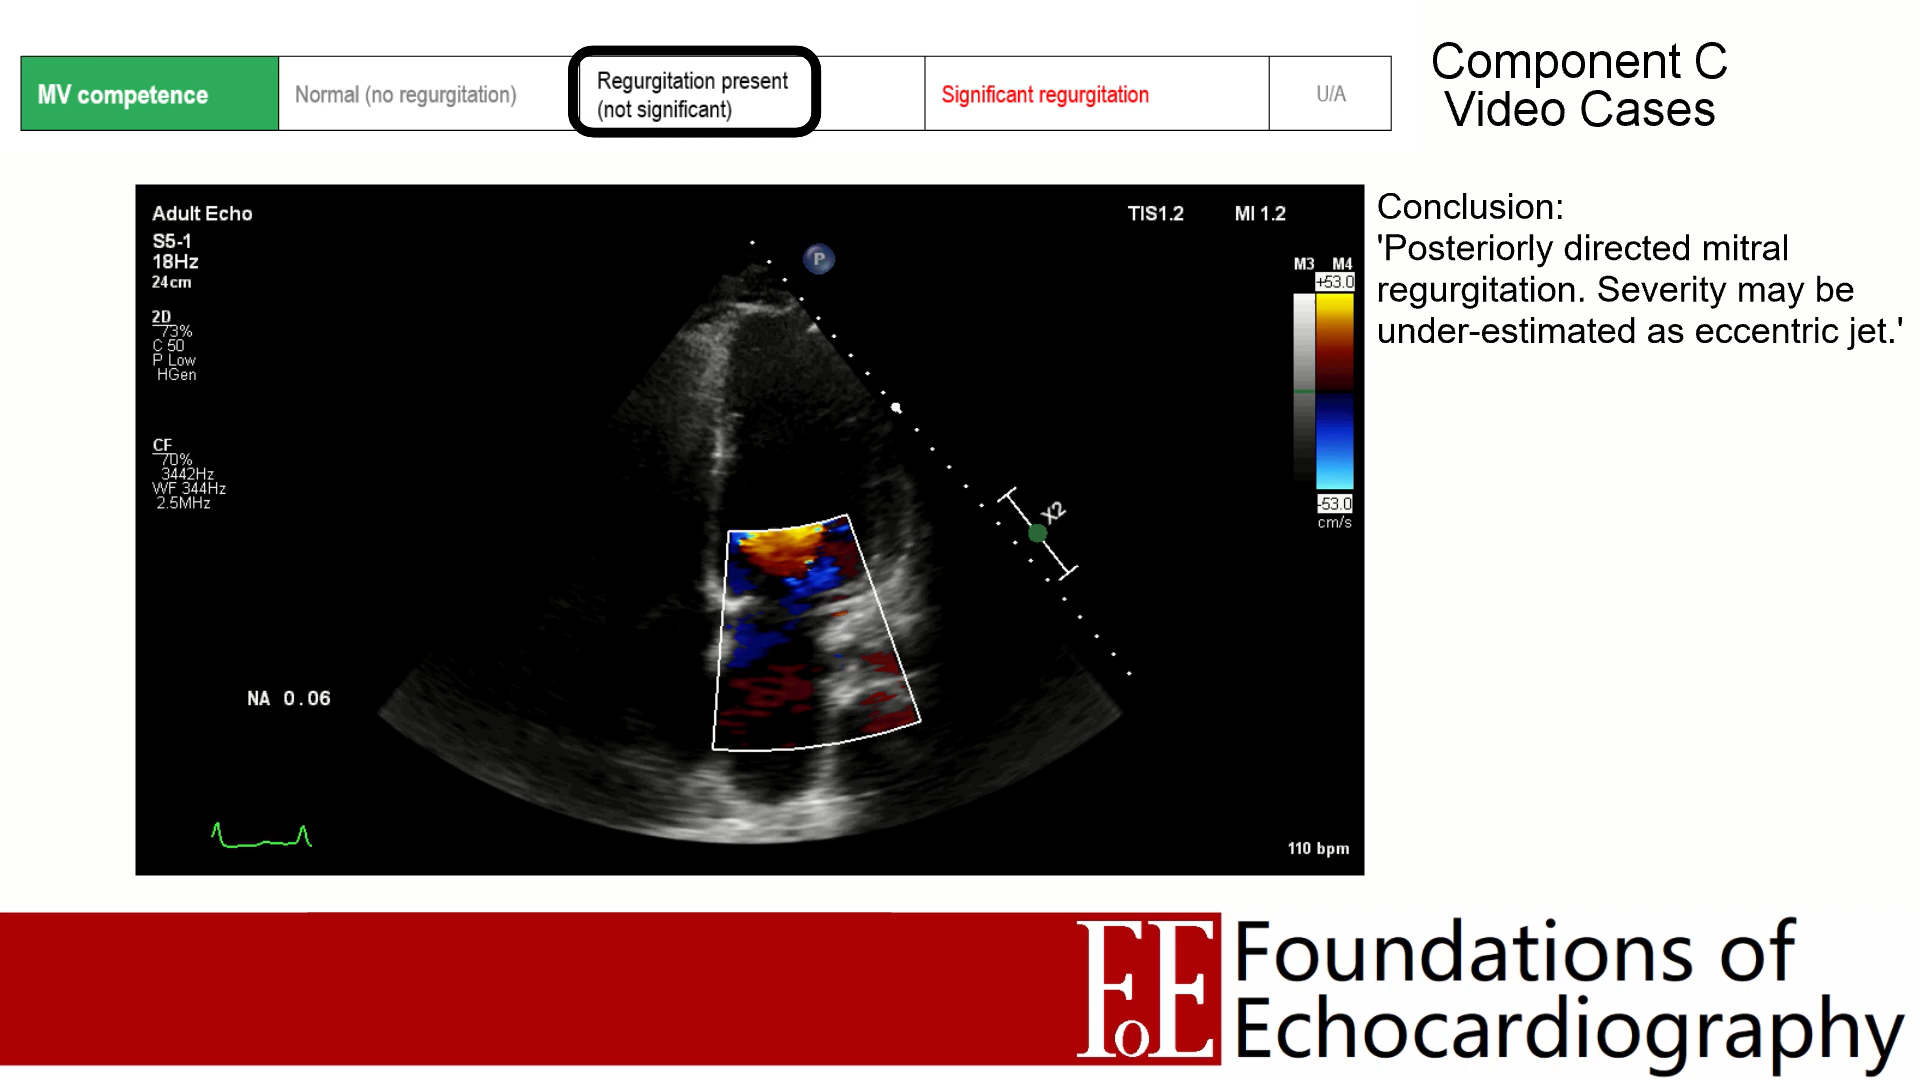 MV competence
Normal (no regurgitation)
Regurgitation present
(not significant)
Significant regurgitation
U/A
Component C
Video Cases
Adult Echo
TIS1.2 MI 1.2
S5-1
18Hz
24cm
2D
73%
C 50
P Low
HGen
CF
70%
3442Hz
WF 344Hz
2.5MHz
P
M3 M4
+53.0
-53.0
cm/s
X2
NA 0.06
110 bpm
Conclusion:
'Posteriorly directed mitral
regurgitation. Severity may be
under-estimated as eccentric jet.'
FoE
Foundations of
Echocardiography